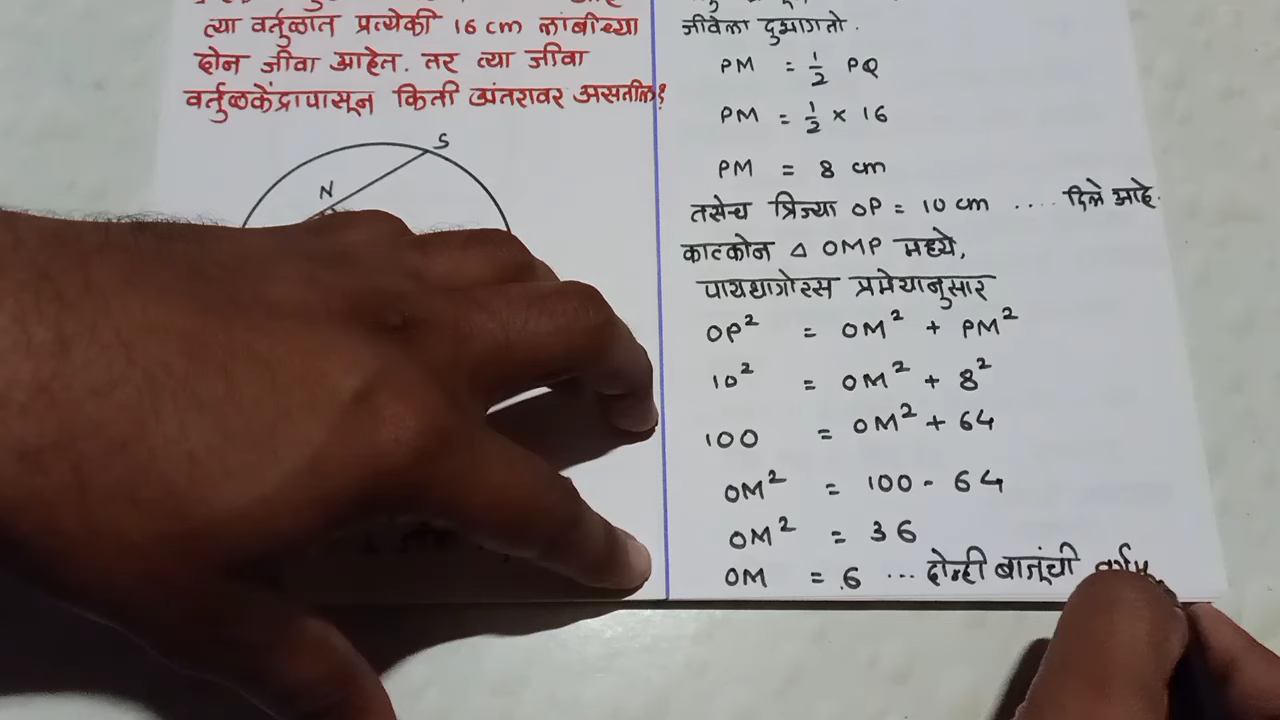 त्या वर्तुळात प्रत्येकी 16 cm लांबीच्या
दोन जीवा आहेत. तर त्या जीवा
वर्तुळकेंद्रापासून किती अंतरावर असतील?
S
N
जीवेला दुभागतो.
PM = 1/2 PQ
PM = 1/2 × 16
PM = 8 cm
तसेच त्रिज्या OP = 10 cm .... दिले आहे.
काटकोन △ OMP मध्ये,
पायथागोरस प्रमेयानुसार
OP² = OM² + PM²
10² = OM² + 8²
100 = OM² + 64
OM² = 100 - 64
OM² = 36
OM = 6 ... दोन्ही बाजूंची